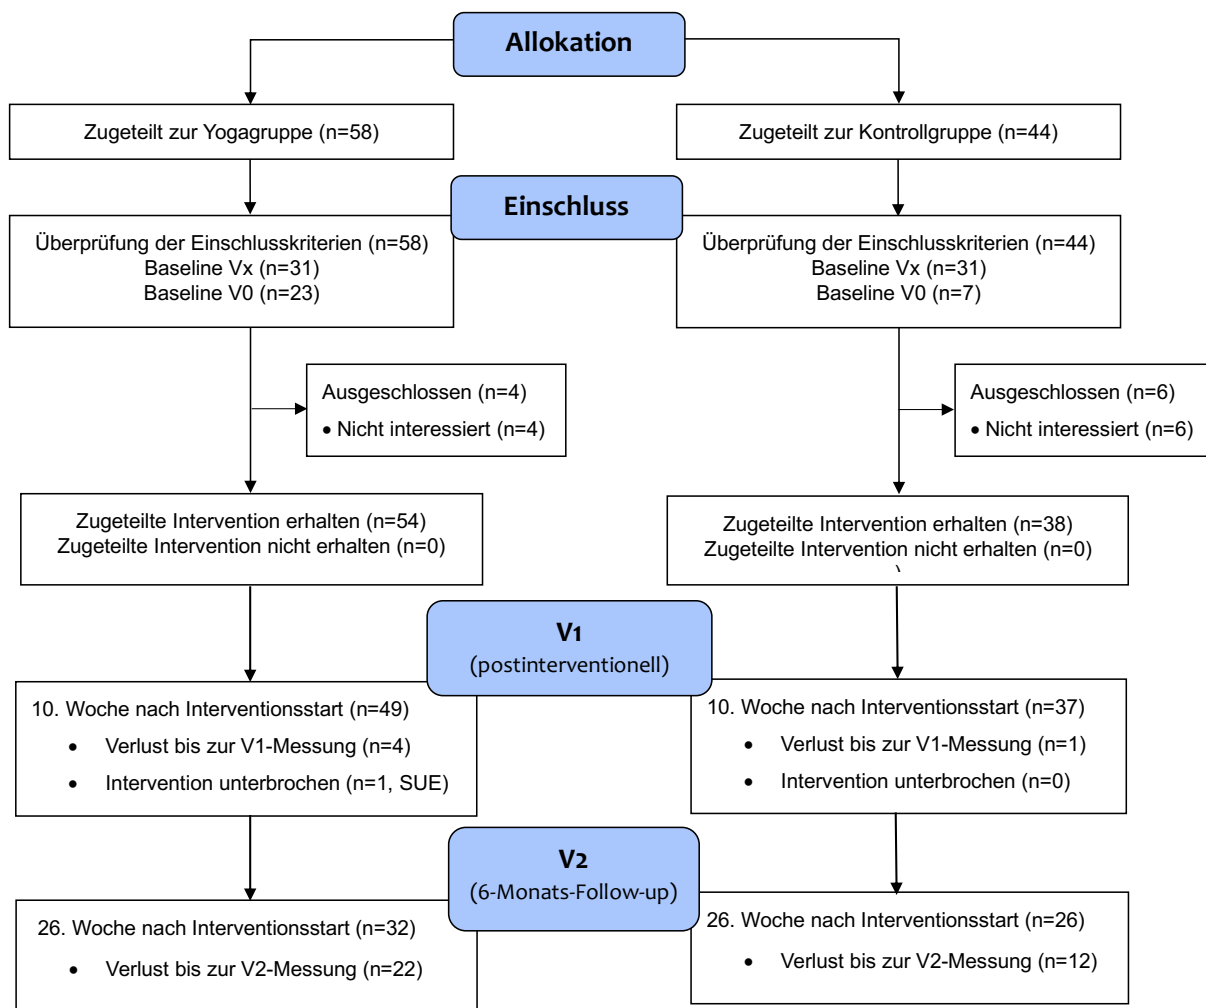 Allokation
Zugeteilt zur Yogagruppe (n=58)
Zugeteilt zur Kontrollgruppe (n=44)
Einschluss
Überprüfung der Einschlusskriterien (n=58)
Baseline Vx (n=31)
Baseline V0 (n=23)
Überprüfung der Einschlusskriterien (n=44)
Baseline Vx (n=31)
Baseline V0 (n=7)
Ausgeschlossen (n=4)
• Nicht interessiert (n=4)
Ausgeschlossen (n=6)
• Nicht interessiert (n=6)
Zugeteilte Intervention erhalten (n=54)
Zugeteilte Intervention nicht erhalten (n=0)
Zugeteilte Intervention erhalten (n=38)
Zugeteilte Intervention nicht erhalten (n=0)
)
V1
(postinterventionell)
10. Woche nach Interventionsstart (n=49)
• Verlust bis zur V1-Messung (n=4)
• Intervention unterbrochen (n=1, SUE)
10. Woche nach Interventionsstart (n=37)
• Verlust bis zur V1-Messung (n=1)
• Intervention unterbrochen (n=0)
V2
(6-Monats-Follow-up)
26. Woche nach Interventionsstart (n=32)
• Verlust bis zur V2-Messung (n=22)
26. Woche nach Interventionsstart (n=26)
• Verlust bis zur V2-Messung (n=12)